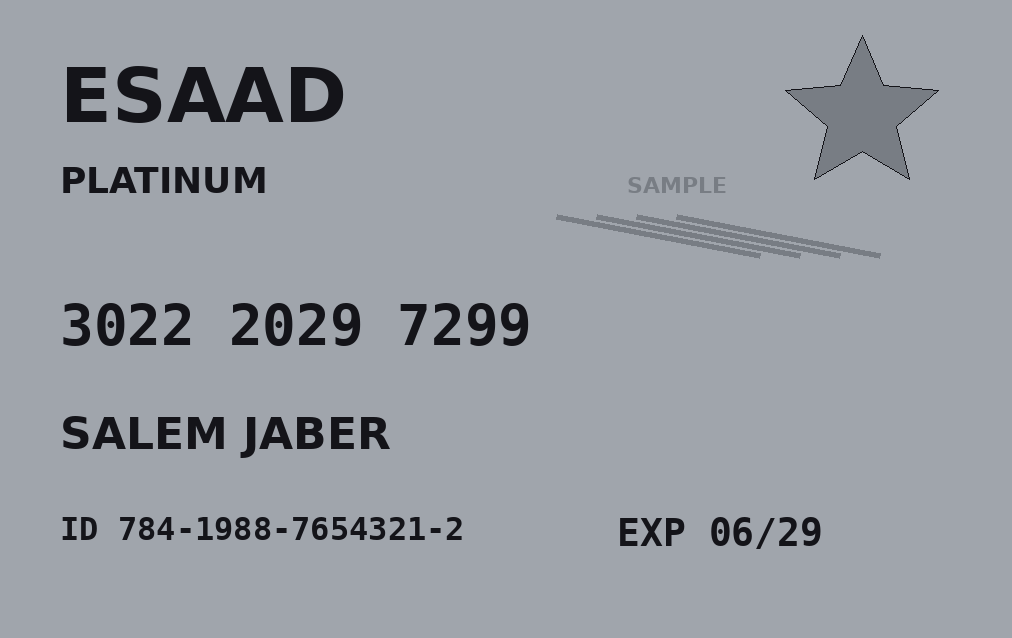 ESAAD
PLATINUM
SAMPLE
3022 2029 7299
SALEM JABER
ID 784-1988-7654321-2
EXP 06/29